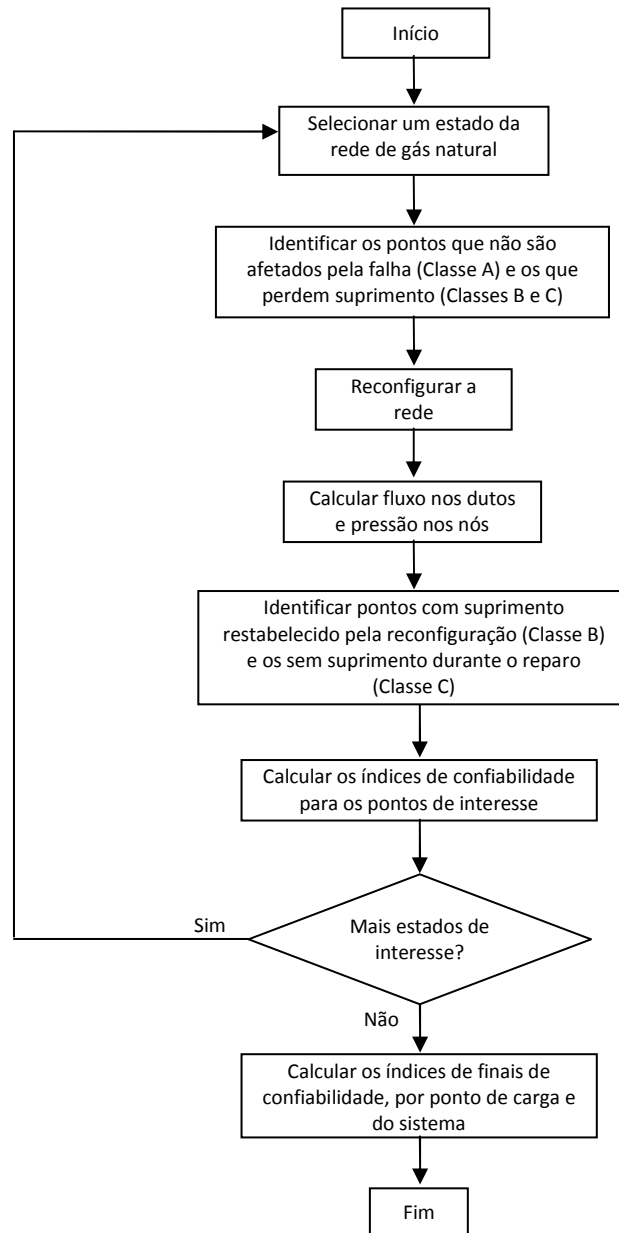 Início
Selecionar um estado da
rede de gás natural
Identificar os pontos que não são
afetados pela falha (Classe A) e os que
perdem suprimento (Classes B e C)
Reconfigurar a
rede
Calcular fluxo nos dutos
e pressão nos nós
Identificar pontos com suprimento
restabelecido pela reconfiguração (Classe B)
e os sem suprimento durante o reparo
(Classe C)
Calcular os índices de confiabilidade
para os pontos de interesse
Sim
Mais estados de
interesse?
Não
Calcular os índices de finais de
confiabilidade, por ponto de carga e
do sistema
Fim